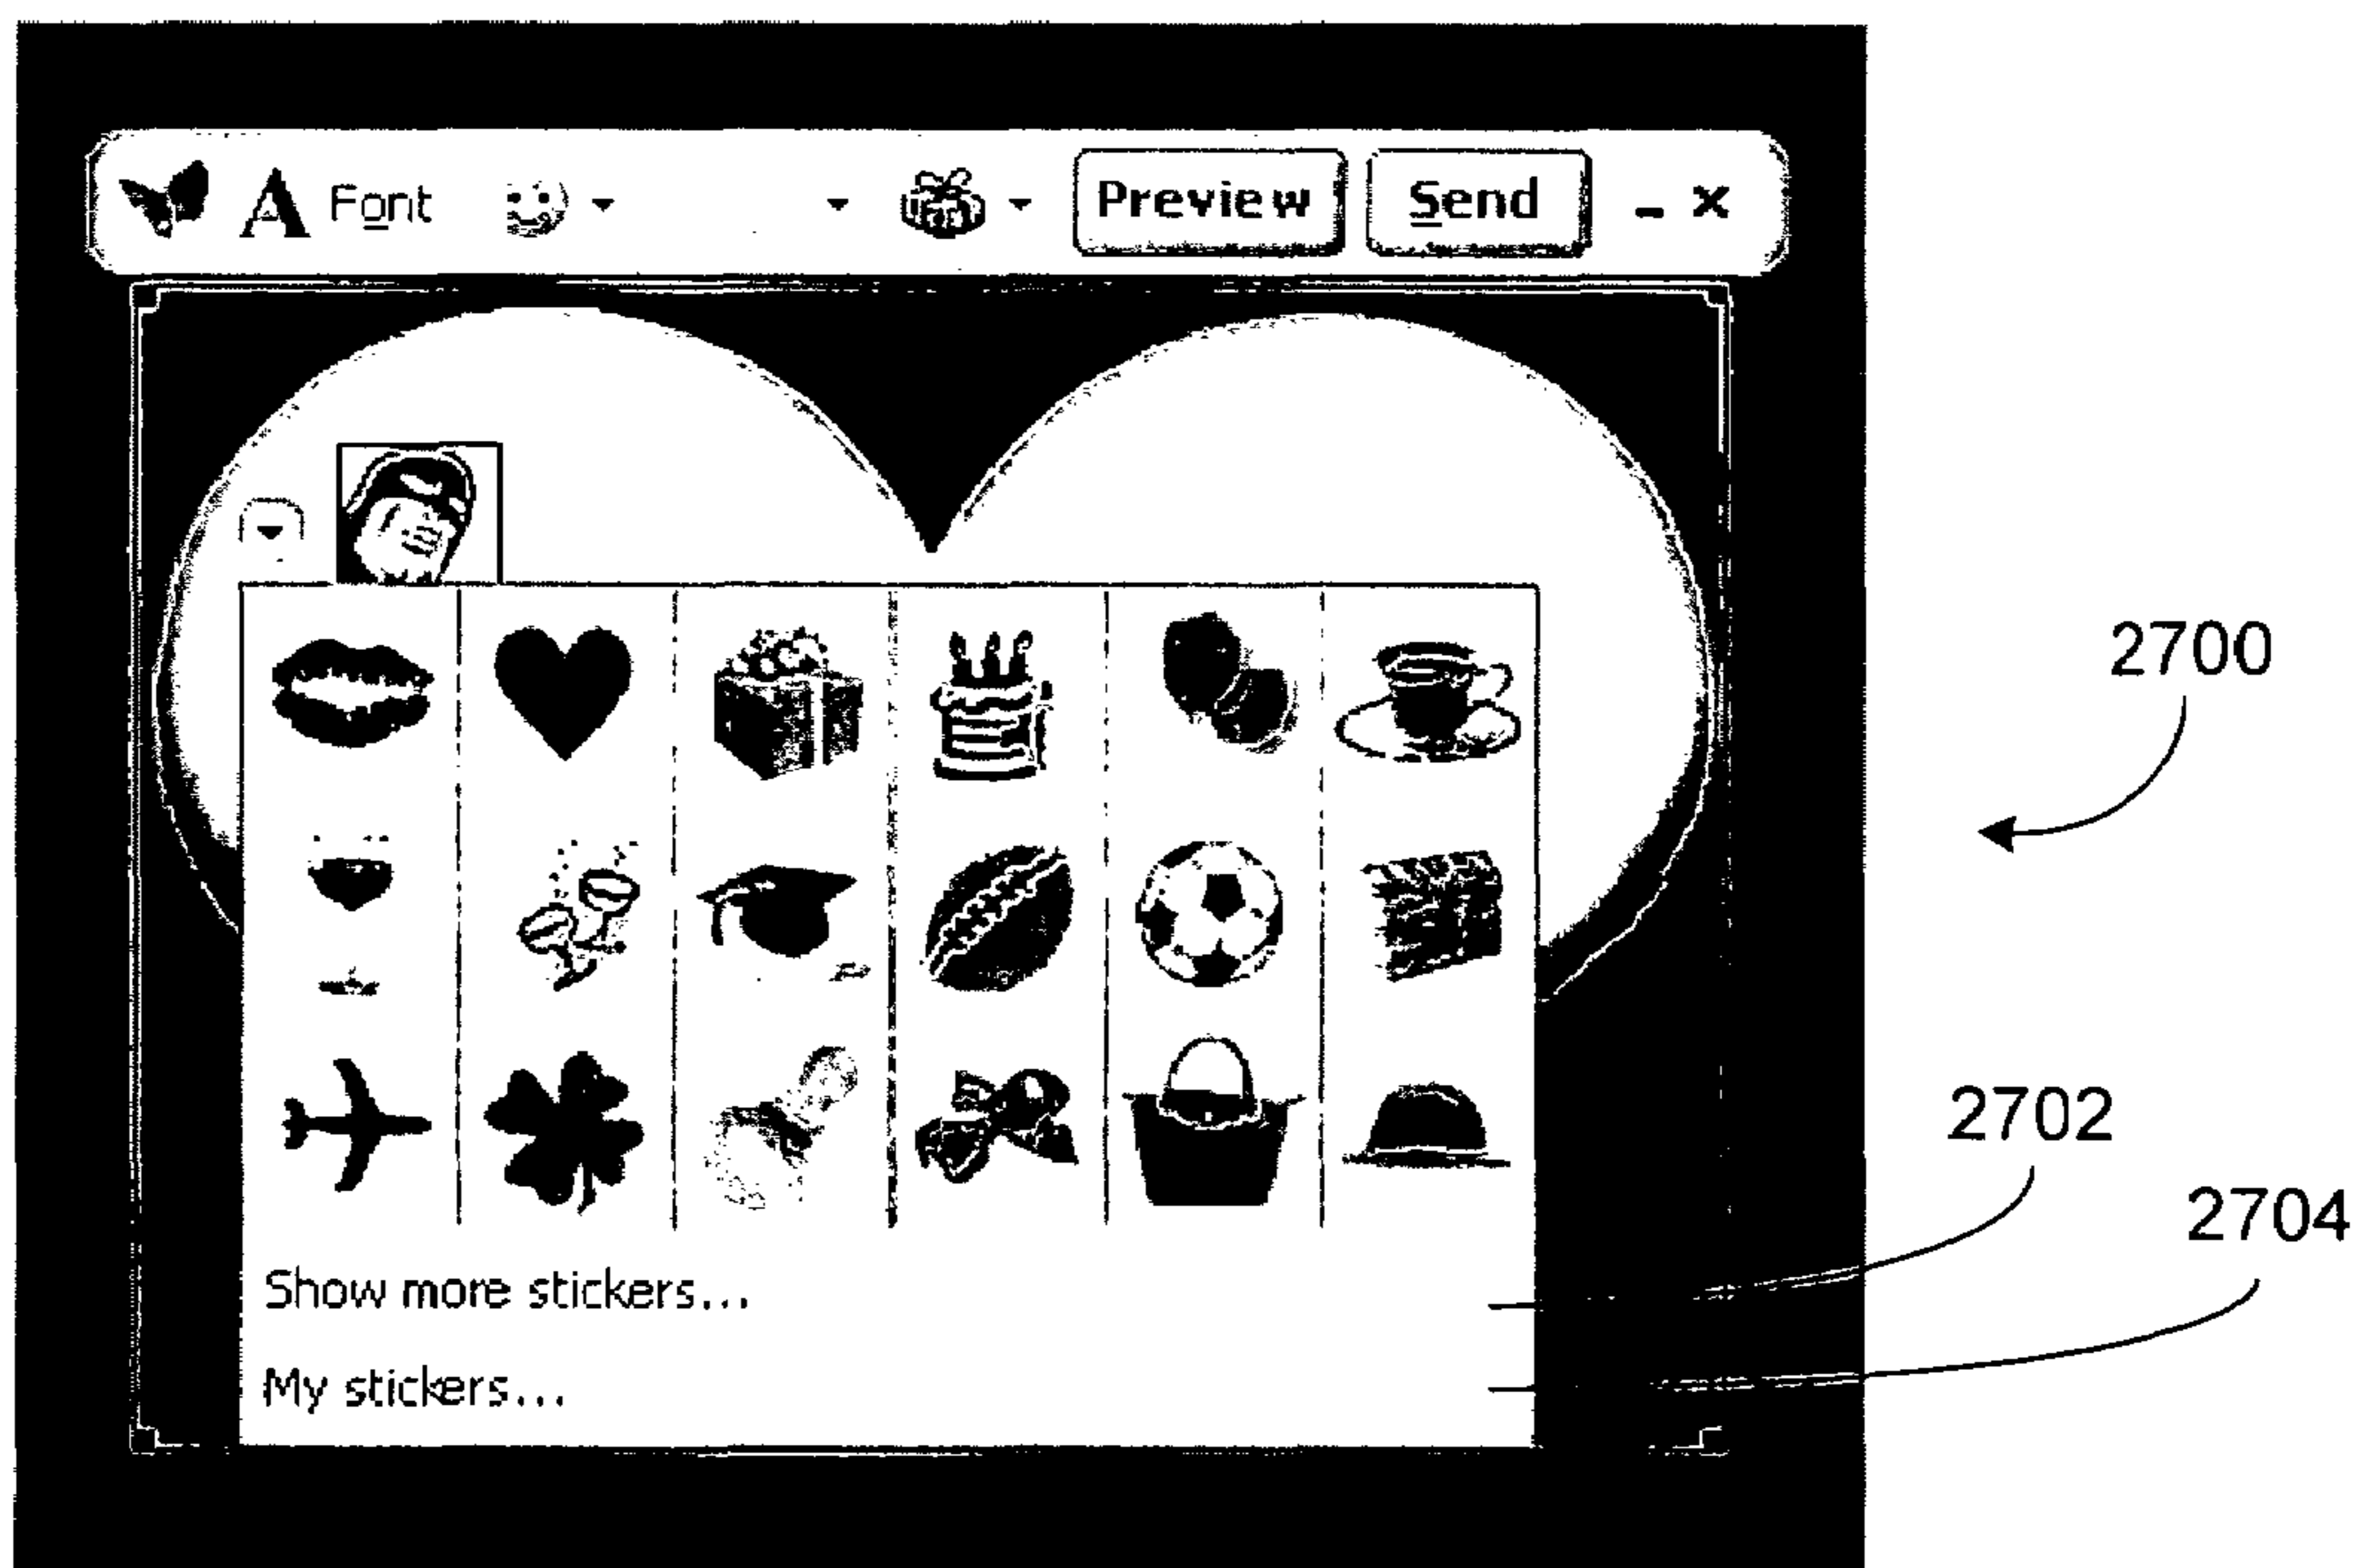 A Font Preview Send
2700
2702
2704
Show more stickers...
My stickers...